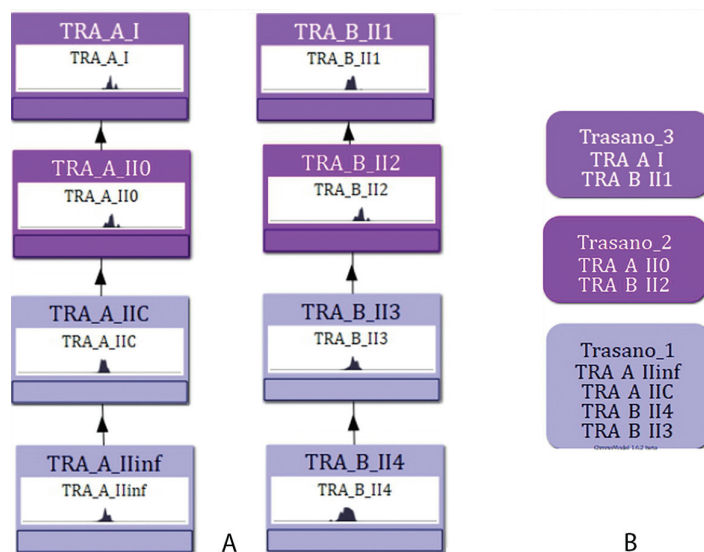 TRA_A_I
TRA_A_I
TRA_A_II0
TRA_A_II0
TRA_A_IIC
TRA_A_IIC
TRA_A_IIinf
TRA_A_IIinf
TRA_B_II1
TRA_B_II1
TRA_B_II2
TRA_B_II2
TRA_B_II3
TRA_B_II3
TRA_B_II4
TRA_B_II4
A
Trasano_3
TRA A I
TRA B II1
Trasano_2
TRA A II0
TRA B II2
Trasano_1
TRA A IIinf
TRA A IIC
TRA B II4
TRA B II3
B